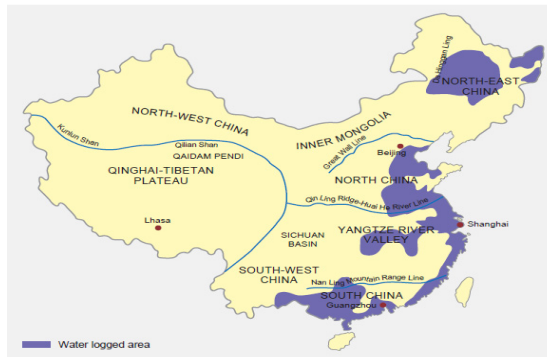 Da Hinggan Ling
NORTH-EAST
CHINA
NORTH-WEST CHINA
INNER MONGOLIA
Kunlun Shan
Qilian Shan
QAIDAM PENDI
Great Wall Line
Beijing
QINGHAI-TIBETAN
PLATEAU
NORTH CHINA
Qin-Ling Ridge-Huai He River Line
Lhasa
Shanghai
SICHUAN
BASIN
YANGTZE RIVER
VALLEY
SOUTH-WEST
CHINA
Nan Ling Mountain Range Line
SOUTH CHINA
Guangzhou
Water logged area